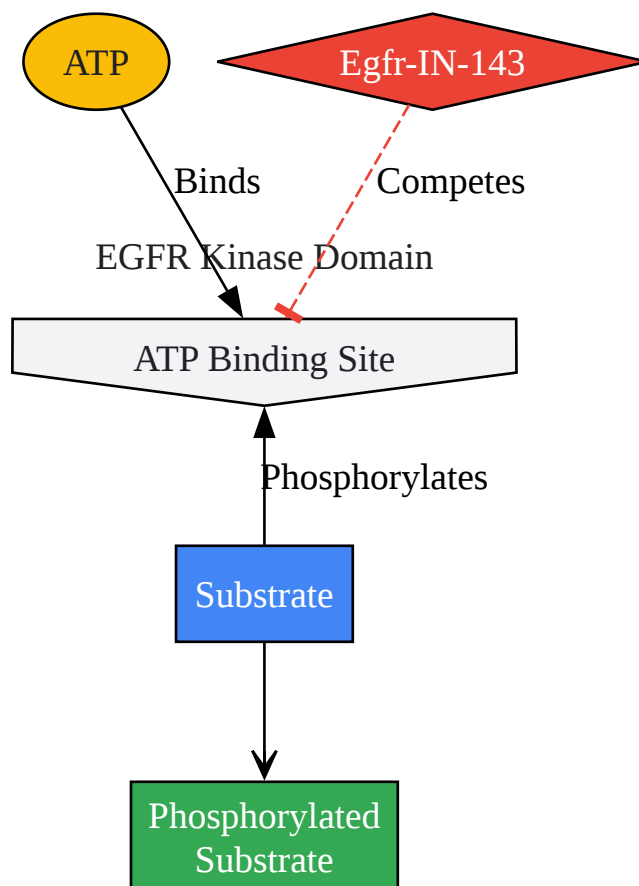 ATP
Egfr-IN-143
Binds
Competes
EGFR Kinase Domain
ATP Binding Site
Phosphorylates
Substrate
Phosphorylated
Substrate